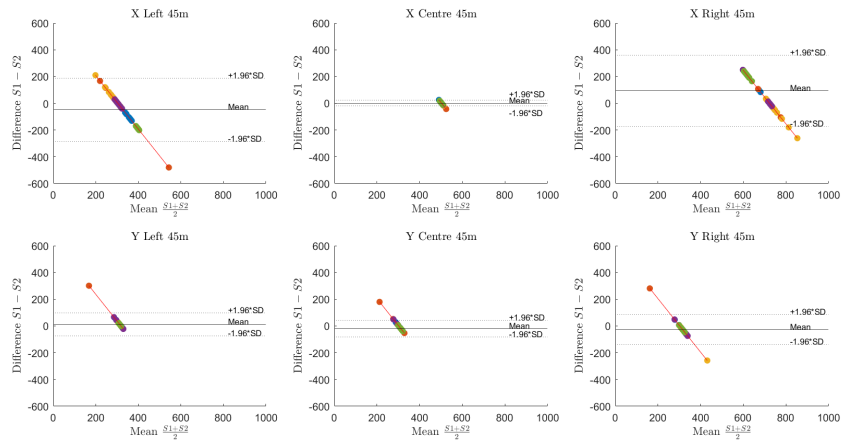 X Left 45m
600
400
200
0
-200
-400
-600
Difference S1 − S2
+1.96*SD
Mean
-1.96*SD
0 200 400 600 800 1000
Mean S1+S2/2
X Centre 45m
600
400
200
0
-200
-400
-600
Difference S1 − S2
+1.96*SD
Mean
-1.96*SD
0 200 400 600 800 1000
Mean S1+S2/2
X Right 45m
600
400
200
0
-200
-400
-600
Difference S1 − S2
+1.96*SD
Mean
-1.96*SD
0 200 400 600 800 1000
Mean S1+S2/2
Y Left 45m
600
400
200
0
-200
-400
-600
Difference S1 − S2
+1.96*SD
Mean
-1.96*SD
0 200 400 600 800 1000
Mean S1+S2/2
Y Centre 45m
600
400
200
0
-200
-400
-600
Difference S1 − S2
+1.96*SD
Mean
-1.96*SD
0 200 400 600 800 1000
Mean S1+S2/2
Y Right 45m
600
400
200
0
-200
-400
-600
Difference S1 − S2
+1.96*SD
Mean
-1.96*SD
0 200 400 600 800 1000
Mean S1+S2/2